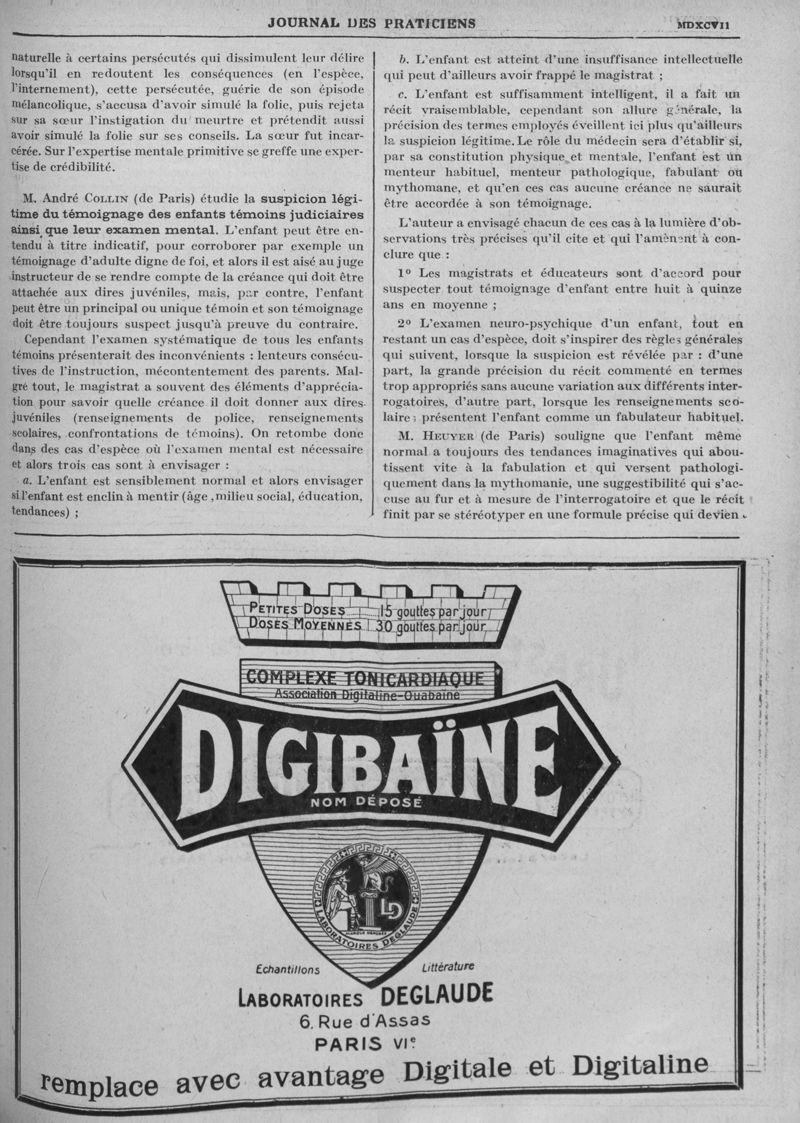 JOURNAL DES PRATICIENS
MDXCVII
naturelle à certains persécutés qui dissimulent leur délire
lorsqu'il en redoutent les conséquences (en l'espèce,
l'internement), cette persécutée, guérie de son épisode
mélancolique, s'accusa d'avoir simulé la folie, puis rejeta
sur sa sœur l'instigation du meurtre et prétendit aussi
avoir simulé la folie sur ses conseils. La sœur fut incar-
cérée. Sur l'expertise mentale primitive se greffe une exper-
tise de crédibilité.
M. André COLLIN (de Paris) étudie la suspicion légi-
time du témoignage des enfants témoins judiciaires
ainsi que leur examen mental. L'enfant peut être en-
tendu à titre indicatif, pour corroborer par exemple un
témoignage d'adulte digne de foi, et alors il est aisé au juge
instructeur de se rendre compte de la créance qui doit être
attachée aux dires juvéniles, mais, par contre, l'enfant
peut être un principal ou unique témoin et son témoignage
doit être toujours suspect jusqu'à preuve du contraire.
Cependant l'examen systématique de tous les enfants
témoins présenterait des inconvénients : lenteurs consécu-
tives de l'instruction, mécontentement des parents. Mal-
gré tout, le magistrat a souvent des éléments d'apprécia-
tion pour savoir quelle créance il doit donner aux dires
juvéniles (renseignements de police, renseignements
scolaires, confrontations de témoins). On retombe donc
dans des cas d'espèce où l'examen mental est nécessaire
et alors trois cas sont à envisager :
a. L'enfant est sensiblement normal et alors envisager
si l'enfant est enclin à mentir (âge, milieu social, éducation,
tendances) ;
b. L'enfant est atteint d'une insuffisance intellectuelle
qui peut d'ailleurs avoir frappé le magistrat ;
c. L'enfant est suffisamment intelligent, il a fait un
récit vraisemblable, cependant son allure générale, la
précision des termes employés éveillent ici plus qu'ailleurs
la suspicion légitime. Le rôle du médecin sera d'établir si,
par sa constitution physique et mentale, l'enfant est un
menteur habituel, menteur pathologique, fabulant ou
mythomane, et qu'en ces cas aucune créance ne saurait
être accordée à son témoignage.
L'auteur a envisagé chacun de ces cas à la lumière d'ob-
servations très précises qu'il cite et qui l'amènent à con-
clure que :
1° Les magistrats et éducateurs sont d'accord pour
suspecter tout témoignage d'enfant entre huit à quinze
ans en moyenne ;
2° L'examen neuro-psychique d'un enfant, tout en
restant un cas d'espèce, doit s'inspirer des règles générales
qui suivent, lorsque la suspicion est révélée par : d'une
part, la grande précision du récit commenté en termes
trop appropriés sans aucune variation aux différents inter-
rogatoires, d'autre part, lorsque les renseignements sco-
laires présentent l'enfant comme un fabulateur habituel.
M. HEUYER (de Paris) souligne que l'enfant même
normal a toujours des tendances imaginatives qui abou-
tissent vite à la fabulation et qui versent pathologi-
quement dans la mythomanie, une suggestibilité qui s'ac-
cuse au fur et à mesure de l'interrogatoire et que le récit
finit par se stéréotyper en une formule précise qui devien
PETITES DOSES 15 gouttes par jour
DOSES MOYENNES 30 gouttes par jour
COMPLEXE TONICARDIAQUE
Association Digitaline-Ouabaïne
DIGIBAÏNE
NOM DÉPOSÉ
LD
LABORATOIRES DEGLAUDE
Echantillons
Littérature
LABORATOIRES DEGLAUDE
6, Rue d'Assas
PARIS VIe
remplace avec avantage Digitale et Digitaline